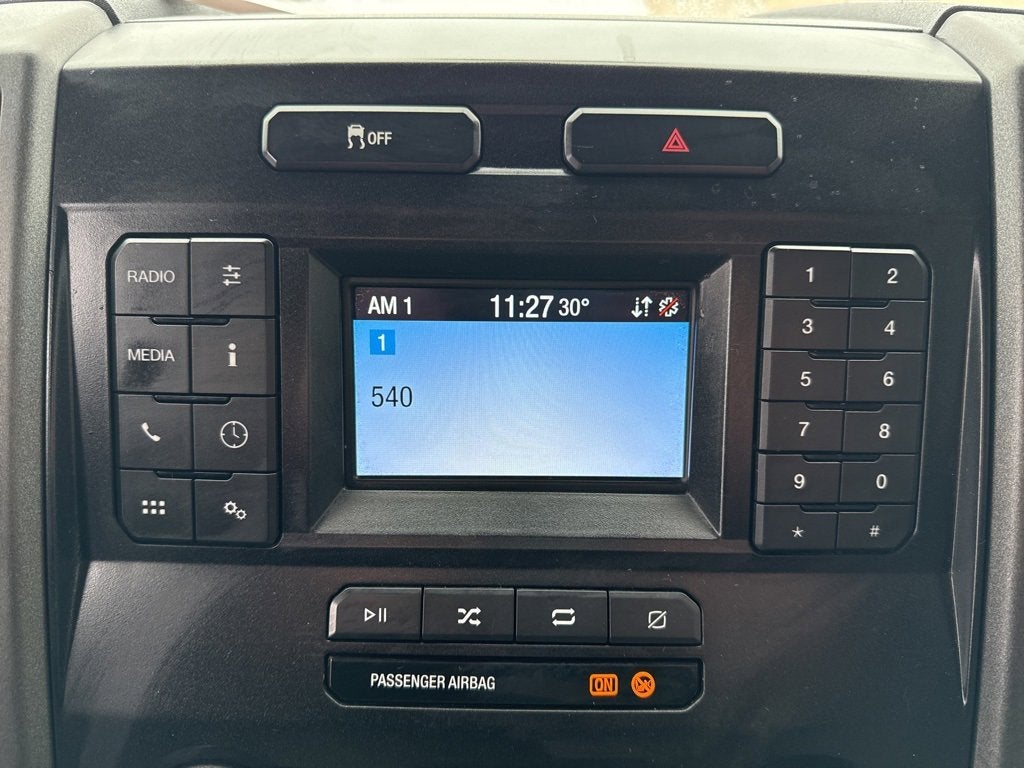 OFF
RADIO
MEDIA
AM 1 11:27 30°
1
540
1 2
3 4
5 6
7 8
9 0
* #
PASSENGER AIRBAG ON